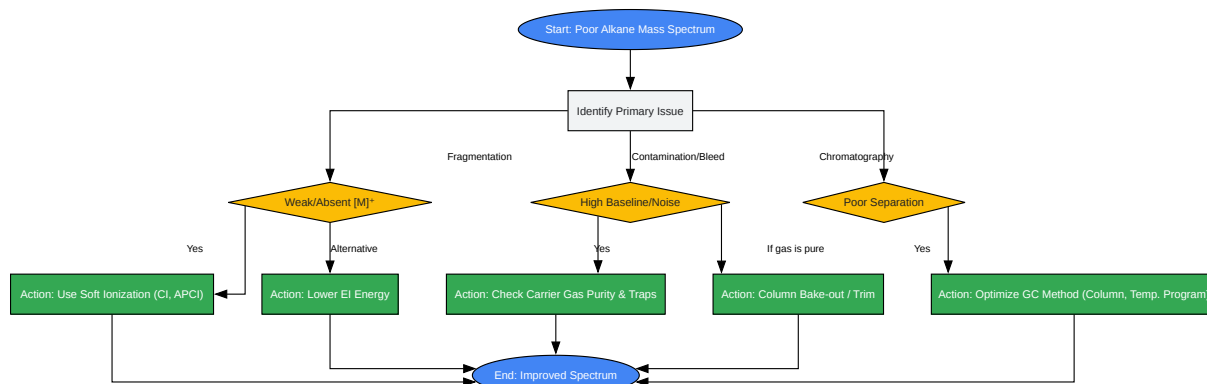 Start: Poor Alkane Mass Spectrum
Identify Primary Issue
Fragmentation
Contamination/Bleed
Chromatography
Weak/Absent [M]⁺
High Baseline/Noise
Poor Separation
Yes
Alternative
Yes
If gas is pure
Yes
Action: Use Soft Ionization (CI, APCI)
Action: Lower EI Energy
Action: Check Carrier Gas Purity & Traps
Action: Column Bake-out / Trim
Action: Optimize GC Method (Column, Temp. Program)
End: Improved Spectrum